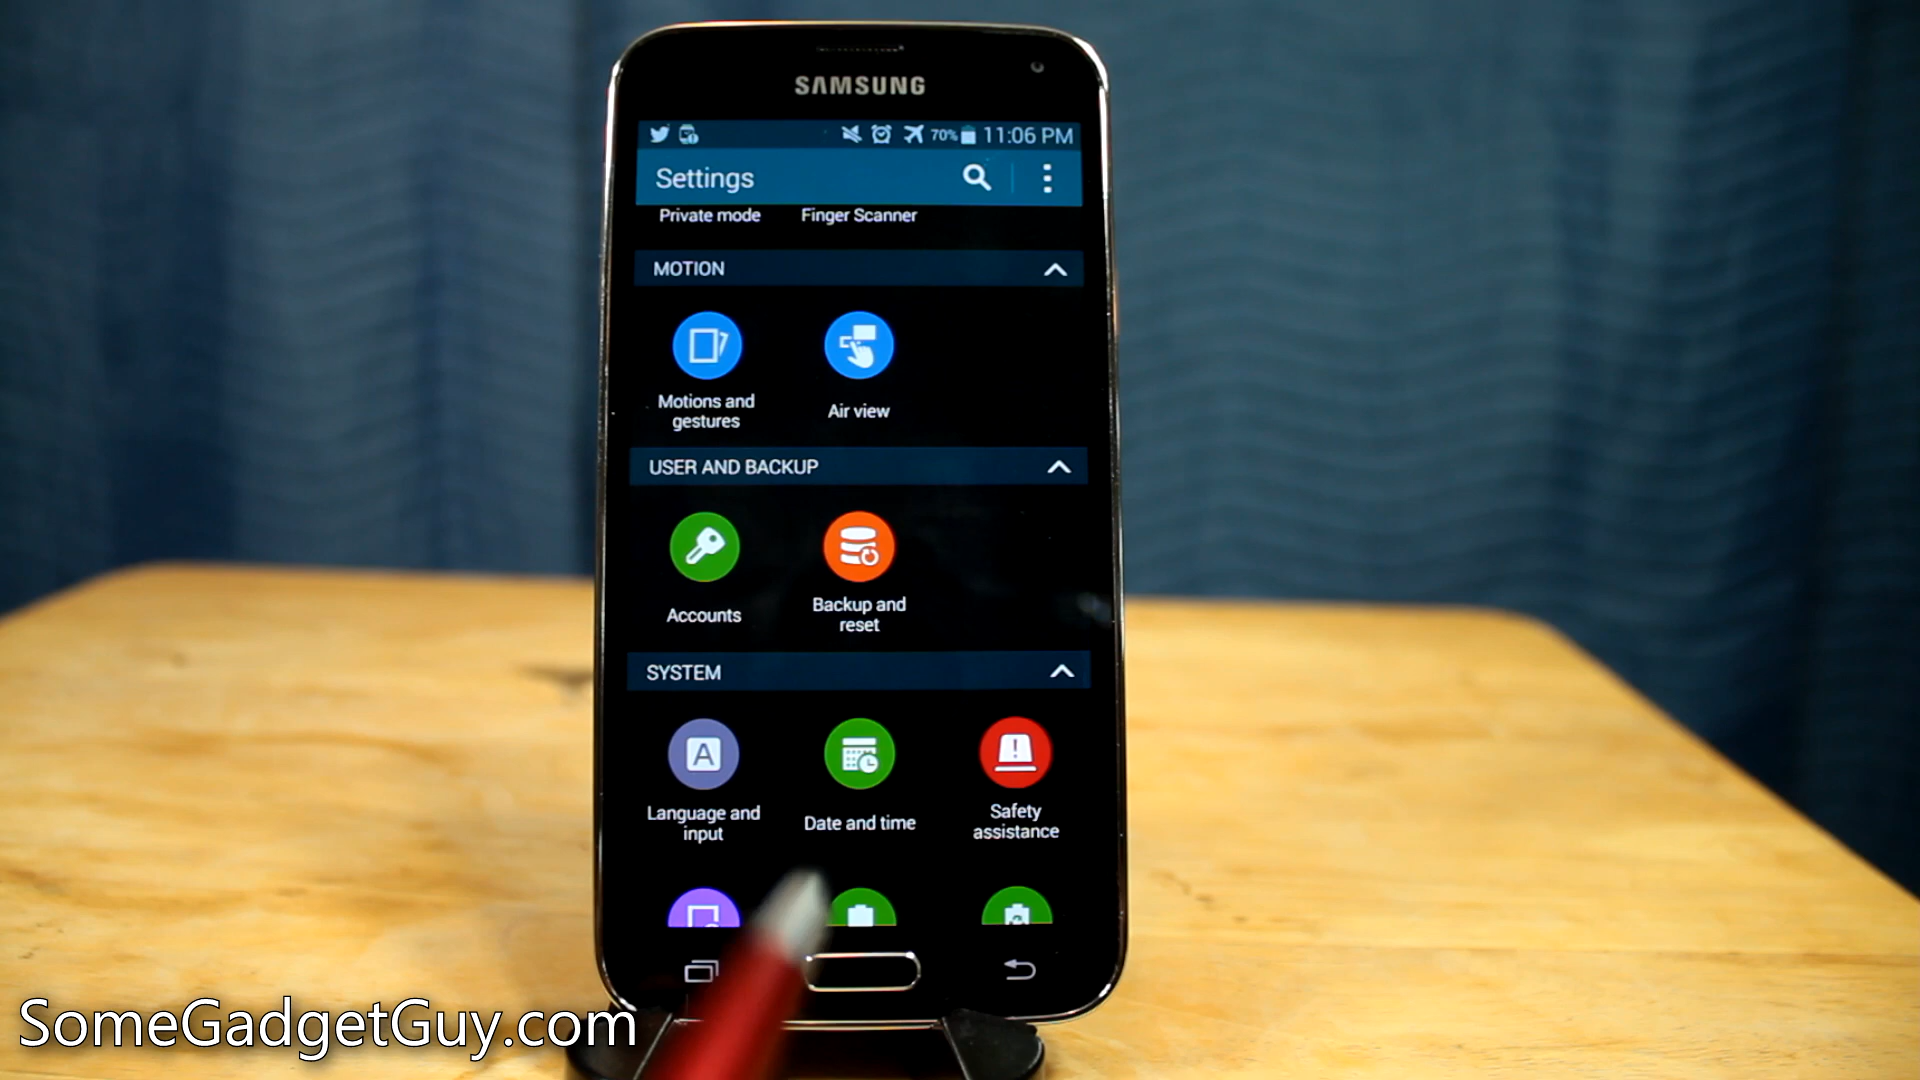 SAMSUNG
70% 11:06 PM
Settings
Private mode Finger Scanner
MOTION
Motions and
gestures
Air view
USER AND BACKUP
Accounts
Backup and
reset
SYSTEM
A
Language and
input
Date and time
Safety
assistance
SomeGadgetGuy.com